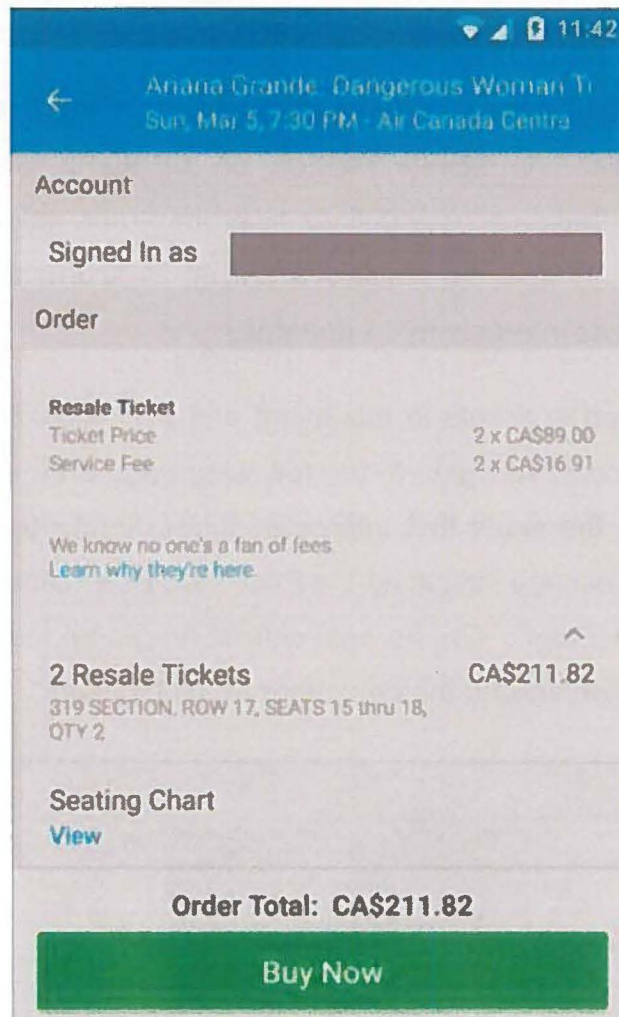 11:42
Ariana Grande: Dangerous Woman T
Sun, Mar 5, 7:30 PM - Air Canada Centre
Account
Signed In as
Order
Resale Ticket
Ticket Price 2 x CA$89.00
Service Fee 2 x CA$16.91
We know no one's a fan of fees.
Learn why they're here.
2 Resale Tickets CA$211.82
319 SECTION. ROW 17, SEATS 15 thru 18,
QTY 2
Seating Chart
View
Order Total: CA$211.82
Buy Now